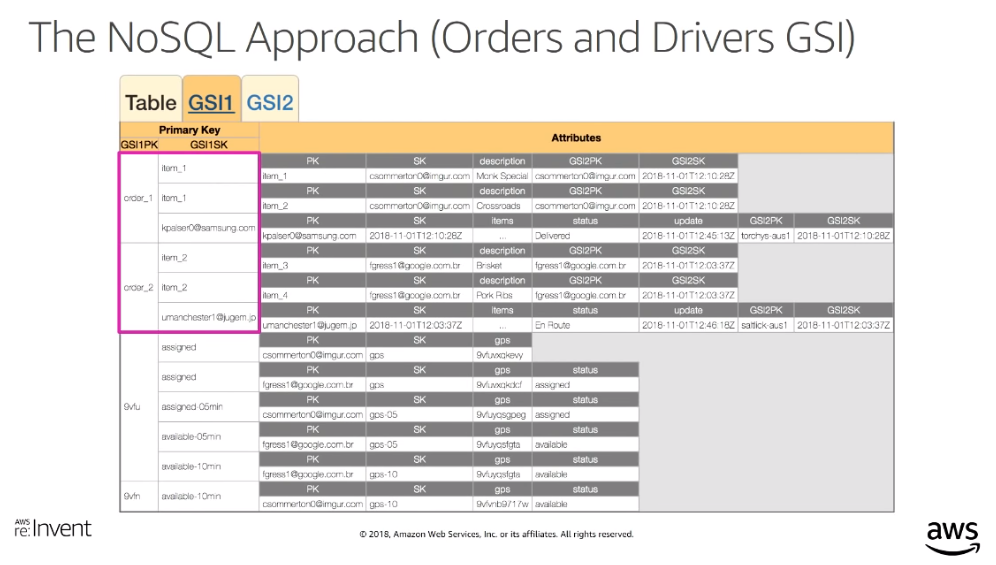 The NoSQL Approach (Orders and Drivers GSI)
Table GSI1 GSI2
Primary Key
Attributes
GSI1PK GSI1SK
order_1
item_1
PK SK description GSI2PK GSI2SK
item_1 csommerton0@imgur.com Monk Special csommerton0@imgur.com 2018-11-01T12:10:28Z
item_1
PK SK description GSI2PK GSI2SK
item_2 csommerton0@imgur.com Crossroads csommerton0@imgur.com 2018-11-01T12:10:28Z
kpaiser0@samsung.com
PK SK items status update GSI2PK GSI2SK
kpaiser0@samsung.com 2018-11-01T12:10:28Z ... Delivered 2018-11-01T12:45:13Z torchys-aus1 2018-11-01T12:10:28Z
order_2
item_2
PK SK description GSI2PK GSI2SK
item_3 fgress1@google.com.br Brisket fgress1@google.com.br 2018-11-01T12:03:37Z
item_2
PK SK description GSI2PK GSI2SK
item_4 fgress1@google.com.br Pork Ribs fgress1@google.com.br 2018-11-01T12:03:37Z
umanchester1@jugem.jp
PK SK items status update GSI2PK GSI2SK
umanchester1@jugem.jp 2018-11-01T12:03:37Z ... En Route 2018-11-01T12:46:18Z saltlick-aus1 2018-11-01T12:03:37Z
9vfu
assigned
PK SK gps
csommerton0@imgur.com gps 9vfuvxqkevy
assigned
PK SK gps status
fgress1@google.com.br gps 9vfuvxqkdcf assigned
assigned-05min
PK SK gps status
csommerton0@imgur.com gps-05 9vfuyqsgpeg assigned
available-05min
PK SK gps status
fgress1@google.com.br gps-05 9vfuyqsfgta available
available-10min
PK SK gps status
fgress1@google.com.br gps-10 9vfuyqsfgta available
9vfn
available-10min
PK SK gps status
csommerton0@imgur.com gps-10 9vfvnb9717w available
AWS
re:Invent
© 2018, Amazon Web Services, Inc. or its affiliates. All rights reserved.
aws